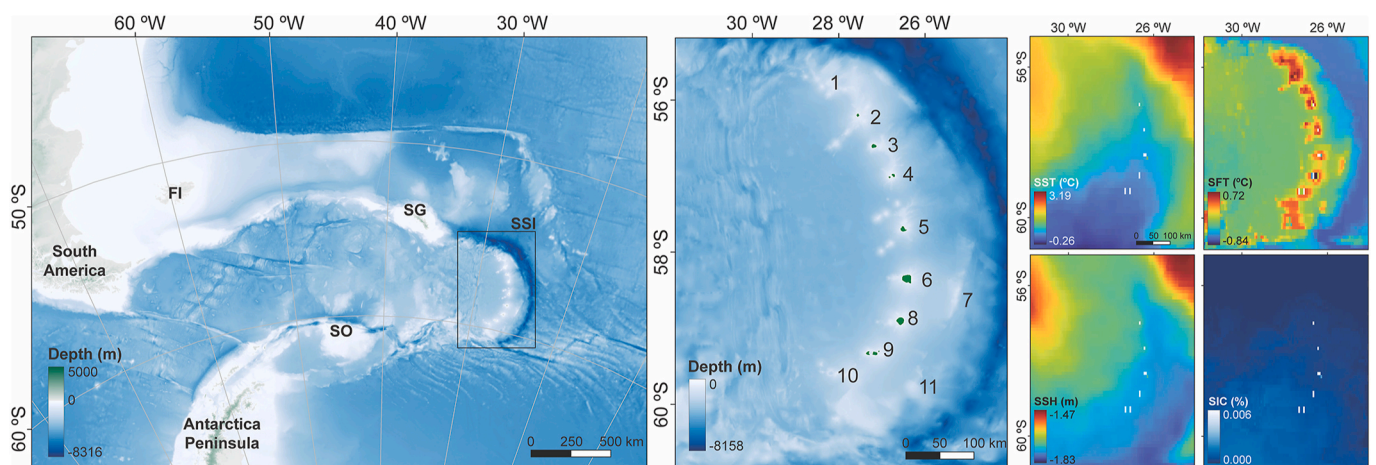 60 ºW
50 ºW
40 ºW
30 ºW
50 ºS
60 ºS
FI
SG
SSI
South
America
SO
Antarctica
Peninsula
Depth (m)
5000
0
-8316
0 250 500 km
30 ºW
28 ºW
26 ºW
56 ºS
58 ºS
60 ºS
1
2
3
4
5
6
7
8
9
10
11
Depth (m)
0
-8158
0 50 100 km
30 ºW
26 ºW
56 ºS
60 ºS
SST (ºC)
3.19
-0.26
0 50 100 km
30 ºW
26 ºW
SFT (ºC)
0.72
-0.84
56 ºS
60 ºS
SSH (m)
-1.47
-1.83
SIC (%)
0.006
0.000